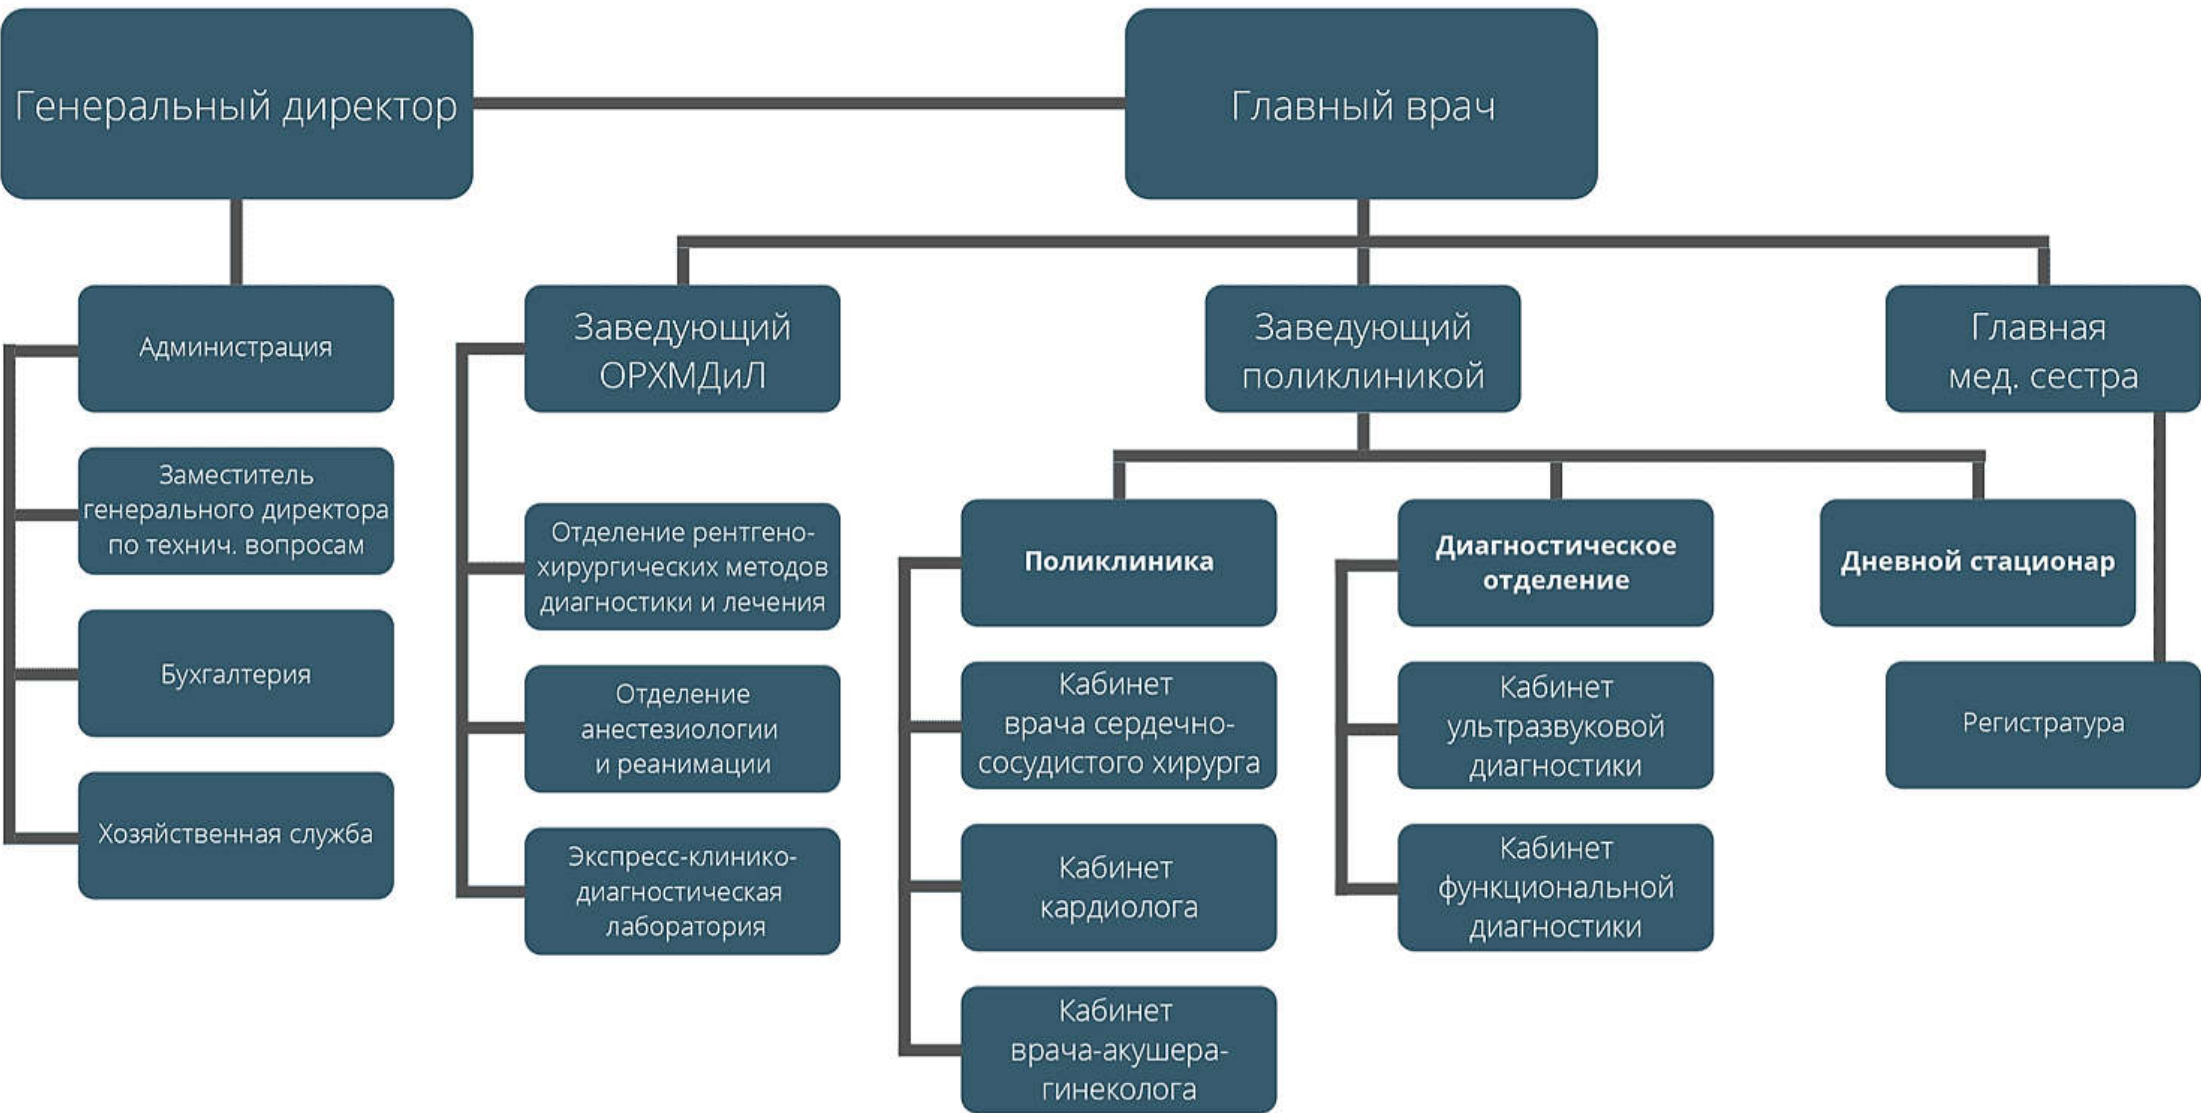 Генеральный директор
Главный врач
Администрация
Заместитель
генерального директора
по технич. вопросам
Бухгалтерия
Хозяйственная служба
Заведующий
ОРХМДиЛ
Отделение рентгено-
хирургических методов
диагностики и лечения
Отделение
анестезиологии
и реанимации
Экспресс-клинико-
диагностическая
лаборатория
Заведующий
поликлиникой
Поликлиника
Кабинет
врача сердечно-
сосудистого хирурга
Кабинет
кардиолога
Кабинет
врача-акушера-
гинеколога
Диагностическое
отделение
Кабинет
ультразвуковой
диагностики
Кабинет
функциональной
диагностики
Дневной стационар
Главная
мед. сестра
Регистратура